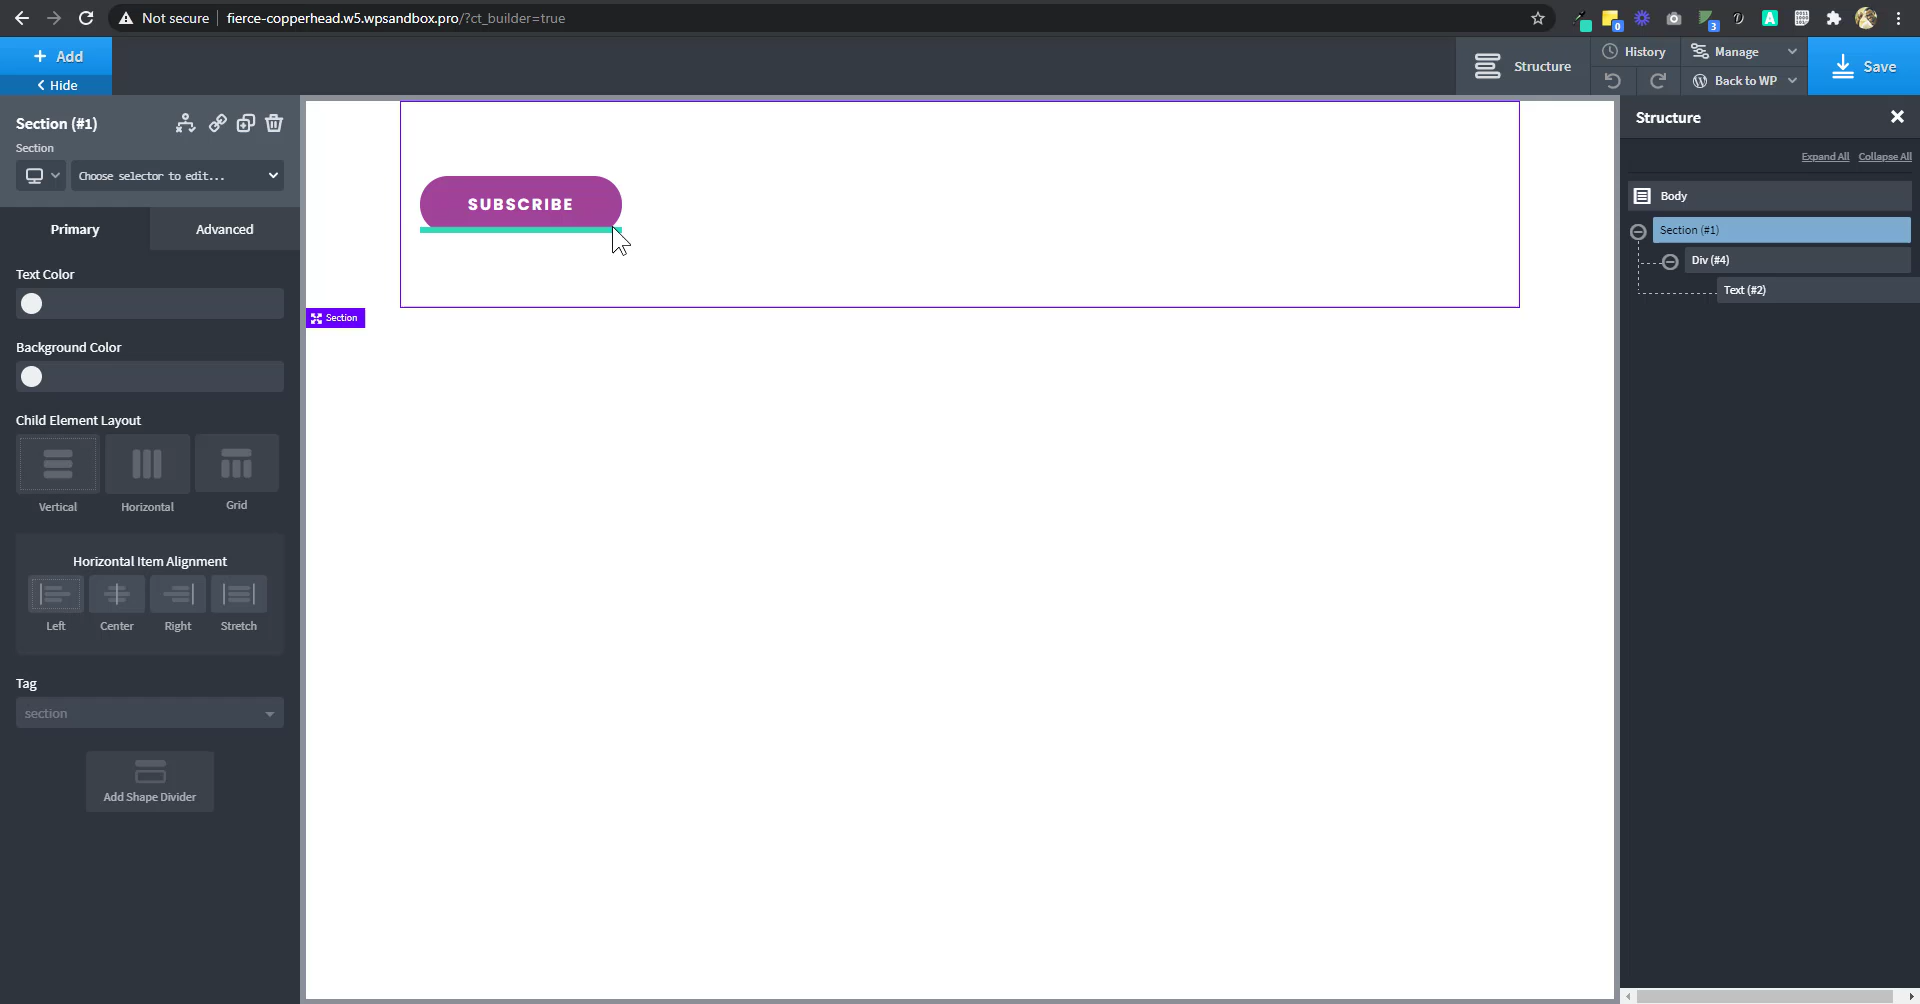 Not secure
fierce-copperhead.w5.wpsandbox.pro/?ct_builder=true
0
3
A
+ Add
Hide
Structure
History
Manage
Back to WP
Save
Section (#1)
Section
Choose selector to edit...
Primary
Advanced
Text Color
Background Color
Child Element Layout
Vertical
Horizontal
Grid
Horizontal Item Alignment
Left
Center
Right
Stretch
Tag
section
Add Shape Divider
SUBSCRIBE
Section
Structure
Expand All
Collapse All
Body
Section (#1)
Div (#4)
Text (#2)